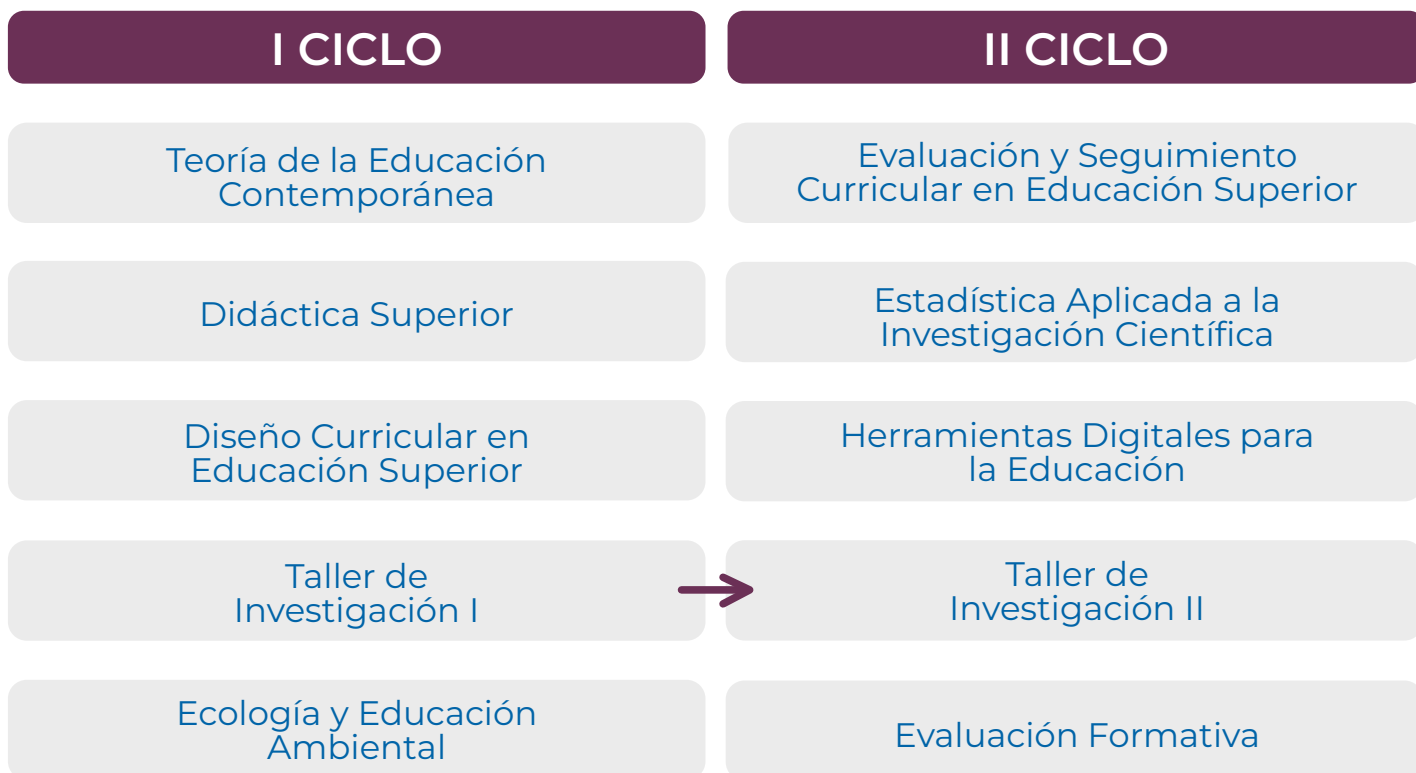 I CICLO
Teoría de la Educación
Contemporánea
Didáctica Superior
Diseño Curricular en
Educación Superior
Taller de
Investigación I
Ecología y Educación
Ambiental
II CICLO
Evaluación y Seguimiento
Curricular en Educación Superior
Estadística Aplicada a la
Investigación Científica
Herramientas Digitales para
la Educación
Taller de
Investigación II
Evaluación Formativa